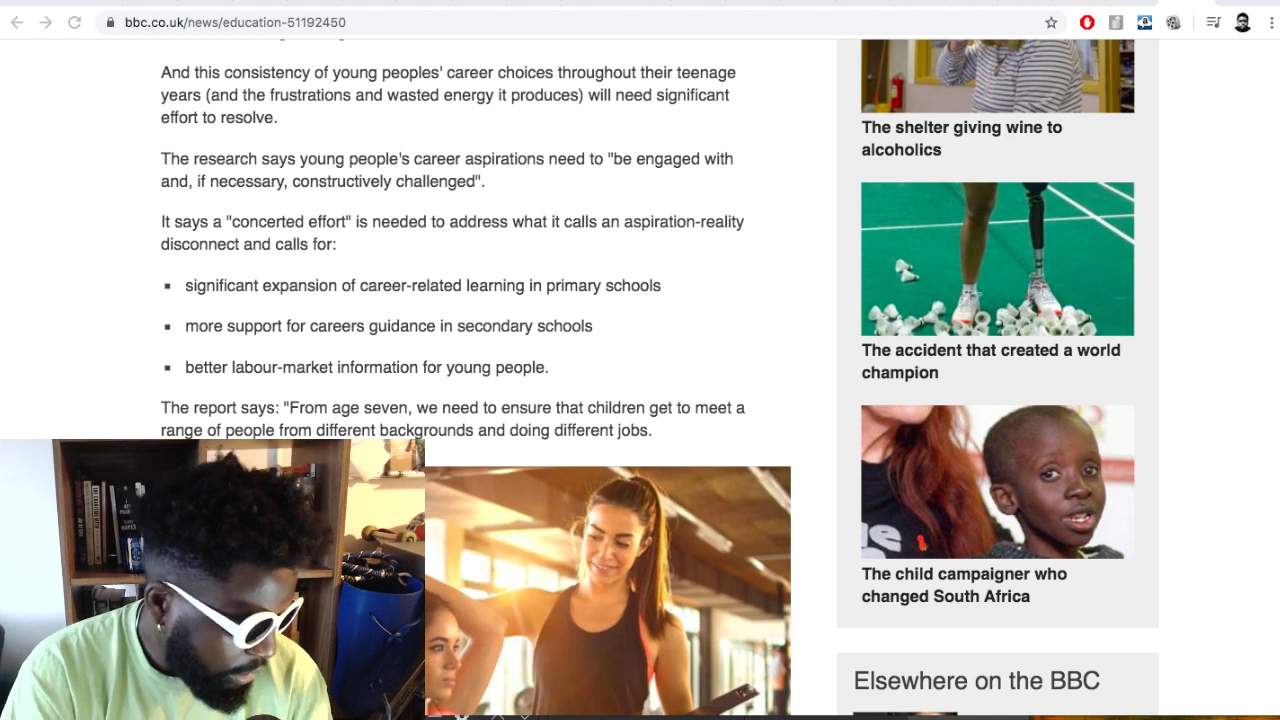 bbc.co.uk/news/education-51192450
And this consistency of young peoples' career choices throughout their teenage
years (and the frustrations and wasted energy it produces) will need significant
effort to resolve.
The research says young people's career aspirations need to "be engaged with
and, if necessary, constructively challenged".
It says a "concerted effort" is needed to address what it calls an aspiration-reality
disconnect and calls for:
significant expansion of career-related learning in primary schools
more support for careers guidance in secondary schools
better labour-market information for young people.
The report says: "From age seven, we need to ensure that children get to meet a
range of people from different backgrounds and doing different jobs.
The shelter giving wine to
alcoholics
The accident that created a world
champion
The child campaigner who
changed South Africa
Elsewhere on the BBC